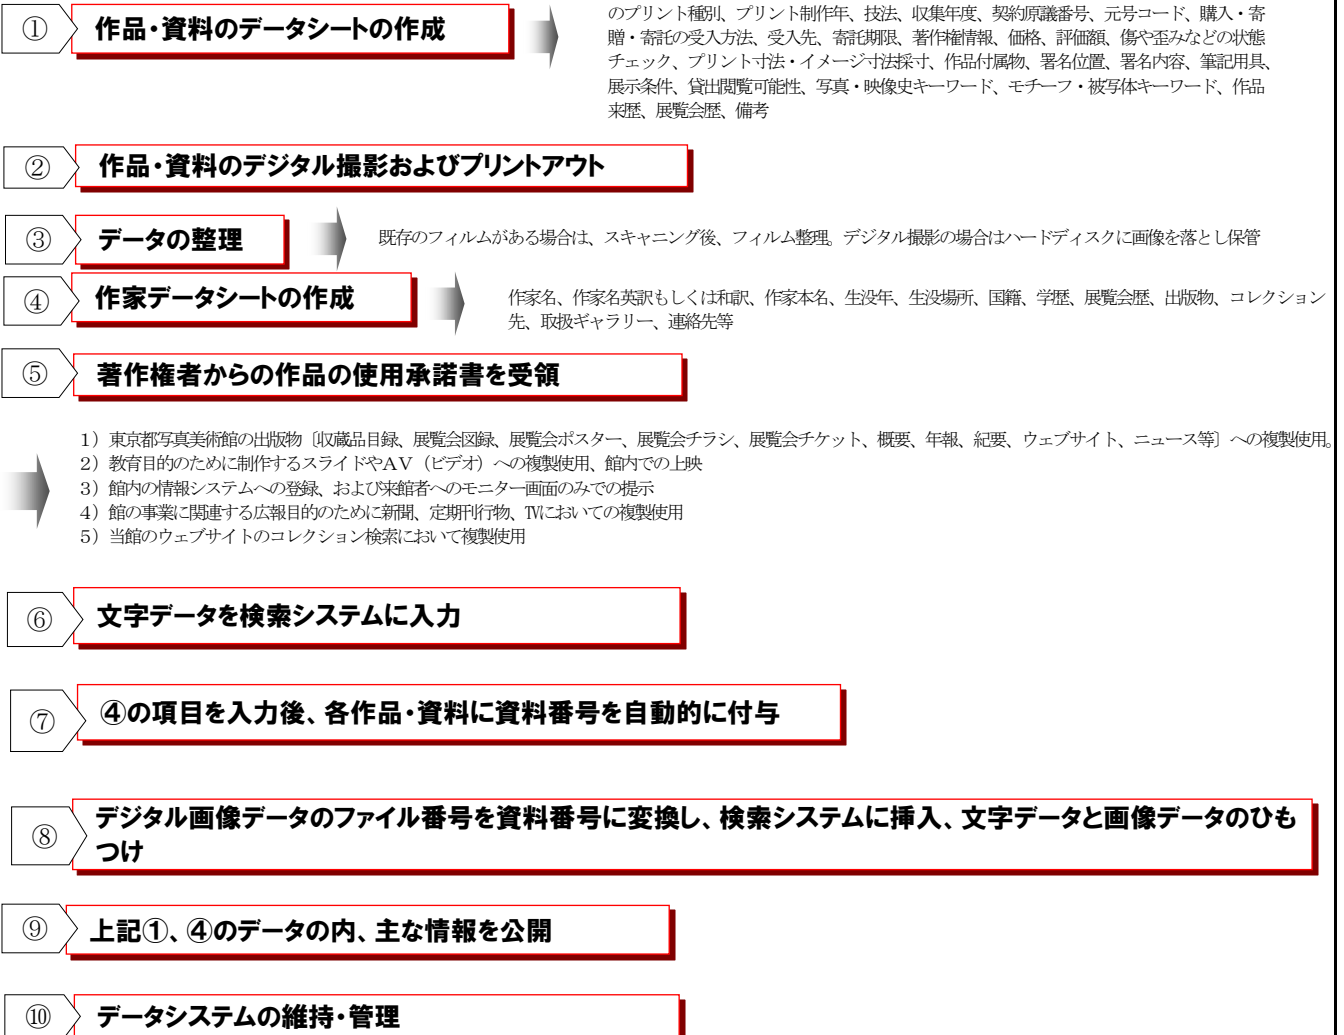 ① 作品・資料のデータシートの作成
のプリント種別、プリント制作年、技法、収集年度、契約原議番号、元号コード、購入・寄
贈・寄託の受入方法、受入先、寄託期限、著作権情報、価格、評価額、傷や歪みなどの状態
チェック、プリント寸法・イメージ寸法採寸、作品付属物、署名位置、署名内容、筆記用具、
展示条件、貸出閲覧可能性、写真・映像史キーワード、モチーフ・被写体キーワード、作品
来歴、展覧会歴、備考
② 作品・資料のデジタル撮影およびプリントアウト
③ データの整理
既存のフィルムがある場合は、スキャニング後、フィルム整理。デジタル撮影の場合はハードディスクに画像を落とし保管
④ 作家データシートの作成
作家名、作家名英訳もしくは和訳、作家本名、生没年、生没場所、国籍、学歴、展覧会歴、出版物、コレクション
先、取扱ギャラリー、連絡先等
⑤ 著作権者からの作品の使用承諾書を受領
１）東京都写真美術館の出版物〔収蔵品目録、展覧会図録、展覧会ポスター、展覧会チラシ、展覧会チケット、概要、年報、紀要、ウェブサイト、ニュース等〕への複製使用。
２）教育目的のために制作するスライドやＡＶ（ビデオ）への複製使用、館内での上映
３）館内の情報システムへの登録、および来館者へのモニター画面のみでの提示
４）館の事業に関連する広報目的のために新聞、定期刊行物、TVにおいての複製使用
５）当館のウェブサイトのコレクション検索において複製使用
⑥ 文字データを検索システムに入力
⑦ ④の項目を入力後、各作品・資料に資料番号を自動的に付与
⑧ デジタル画像データのファイル番号を資料番号に変換し、検索システムに挿入、文字データと画像データのひも
つけ
⑨ 上記①、④のデータの内、主な情報を公開
⑩ データシステムの維持・管理